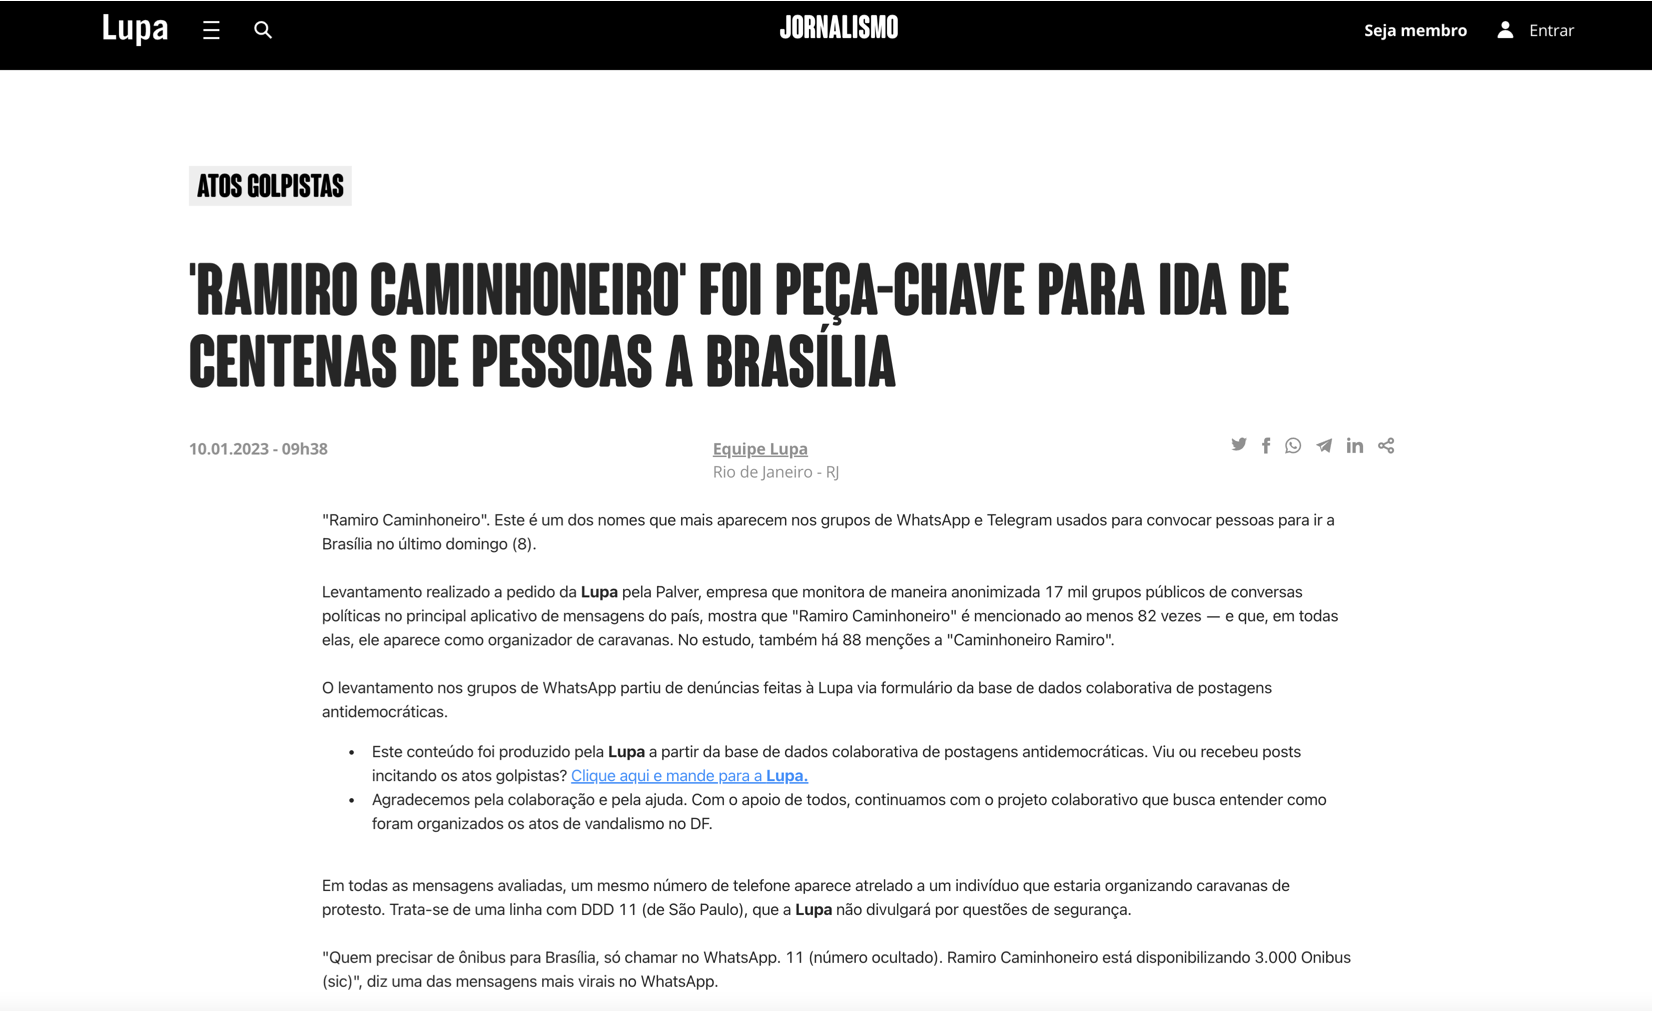 Lupa
JORNALISMO
Seja membro
Entrar
ATOS GOLPISTAS
'RAMIRO CAMINHONEIRO' FOI PEÇA-CHAVE PARA IDA DE
CENTENAS DE PESSOAS A BRASÍLIA
10.01.2023 - 09h38
Equipe Lupa
Rio de Janeiro - RJ
"Ramiro Caminhoneiro". Este é um dos nomes que mais aparecem nos grupos de WhatsApp e Telegram usados para convocar pessoas para ir a
Brasília no último domingo (8).
Levantamento realizado a pedido da Lupa pela Palver, empresa que monitora de maneira anonimizada 17 mil grupos públicos de conversas
políticas no principal aplicativo de mensagens do país, mostra que "Ramiro Caminhoneiro" é mencionado ao menos 82 vezes — e que, em todas
elas, ele aparece como organizador de caravanas. No estudo, também há 88 menções a "Caminhoneiro Ramiro".
O levantamento nos grupos de WhatsApp partiu de denúncias feitas à Lupa via formulário da base de dados colaborativa de postagens
antidemocráticas.
• Este conteúdo foi produzido pela Lupa a partir da base de dados colaborativa de postagens antidemocráticas. Viu ou recebeu posts
incitando os atos golpistas? Clique aqui e mande para a Lupa.
• Agradecemos pela colaboração e pela ajuda. Com o apoio de todos, continuamos com o projeto colaborativo que busca entender como
foram organizados os atos de vandalismo no DF.
Em todas as mensagens avaliadas, um mesmo número de telefone aparece atrelado a um indivíduo que estaria organizando caravanas de
protesto. Trata-se de uma linha com DDD 11 (de São Paulo), que a Lupa não divulgará por questões de segurança.
"Quem precisar de ônibus para Brasília, só chamar no WhatsApp. 11 (número ocultado). Ramiro Caminhoneiro está disponibilizando 3.000 Onibus
(sic)", diz uma das mensagens mais virais no WhatsApp.